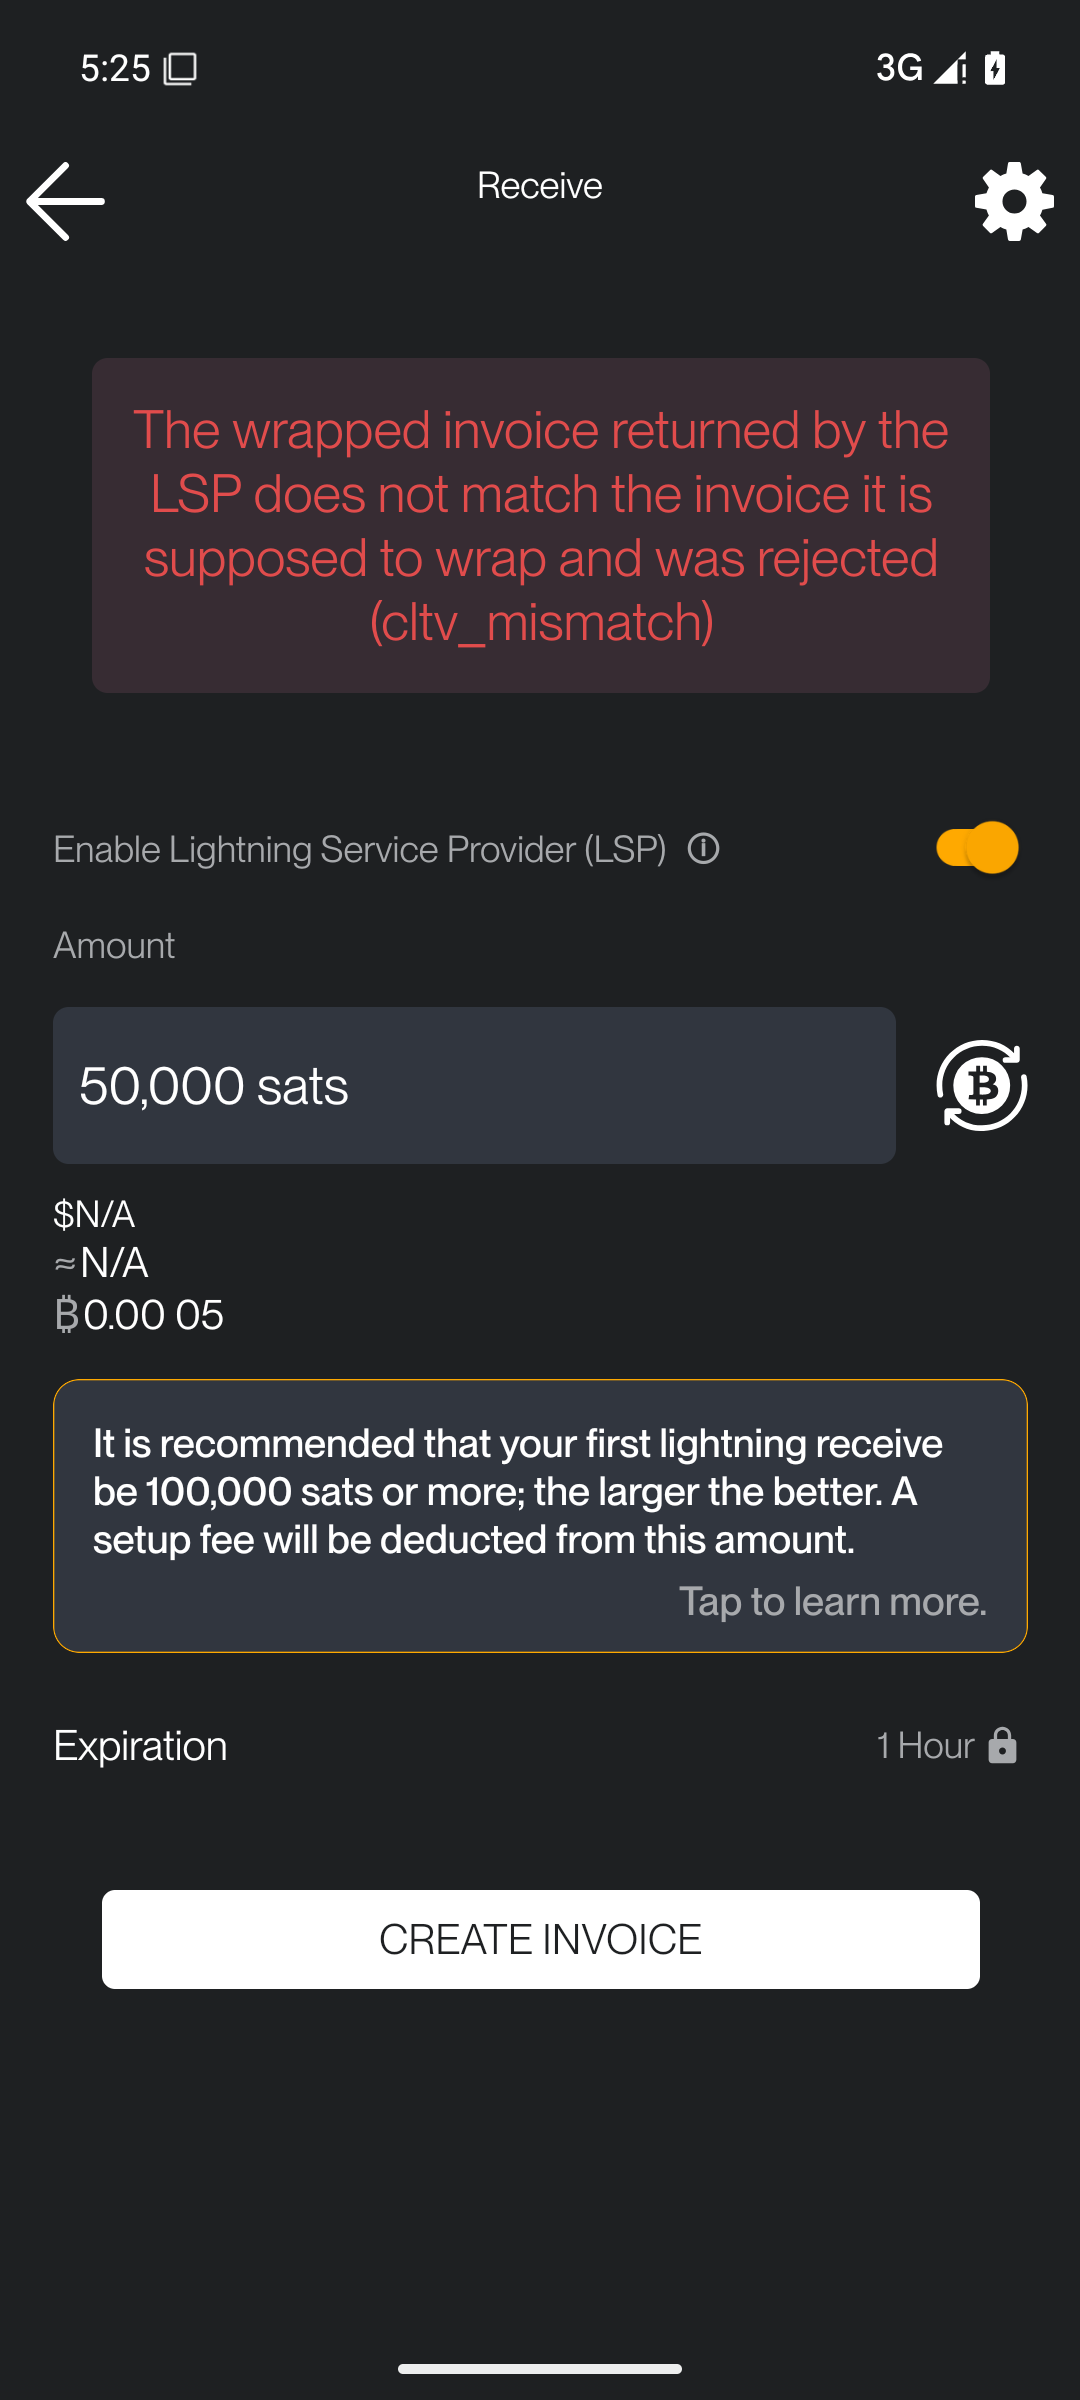 5:25
3G
Receive
The wrapped invoice returned by the
LSP does not match the invoice it is
supposed to wrap and was rejected
(cltv_mismatch)
Enable Lightning Service Provider (LSP)
Amount
50,000 sats
$N/A
≈N/A
₿0.00 05
It is recommended that your first lightning receive
be 100,000 sats or more; the larger the better. A
setup fee will be deducted from this amount.
Tap to learn more.
Expiration
1 Hour
CREATE INVOICE